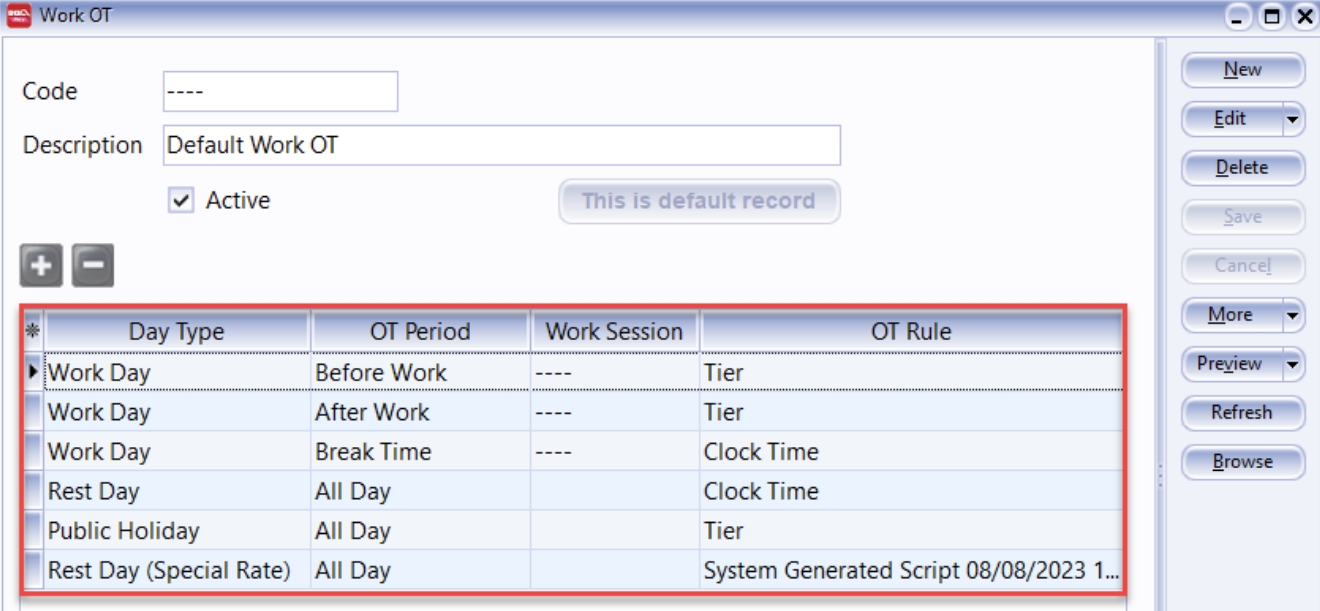 Work OT
Code ----
Description Default Work OT
Active This is default record
New
Edit
Delete
Save
Cancel
More
Preview
Refresh
Browse
Day Type OT Period Work Session OT Rule
Work Day Before Work ---- Tier
Work Day After Work ---- Tier
Work Day Break Time ---- Clock Time
Rest Day All Day Clock Time
Public Holiday All Day Tier
Rest Day (Special Rate) All Day System Generated Script 08/08/2023 1...